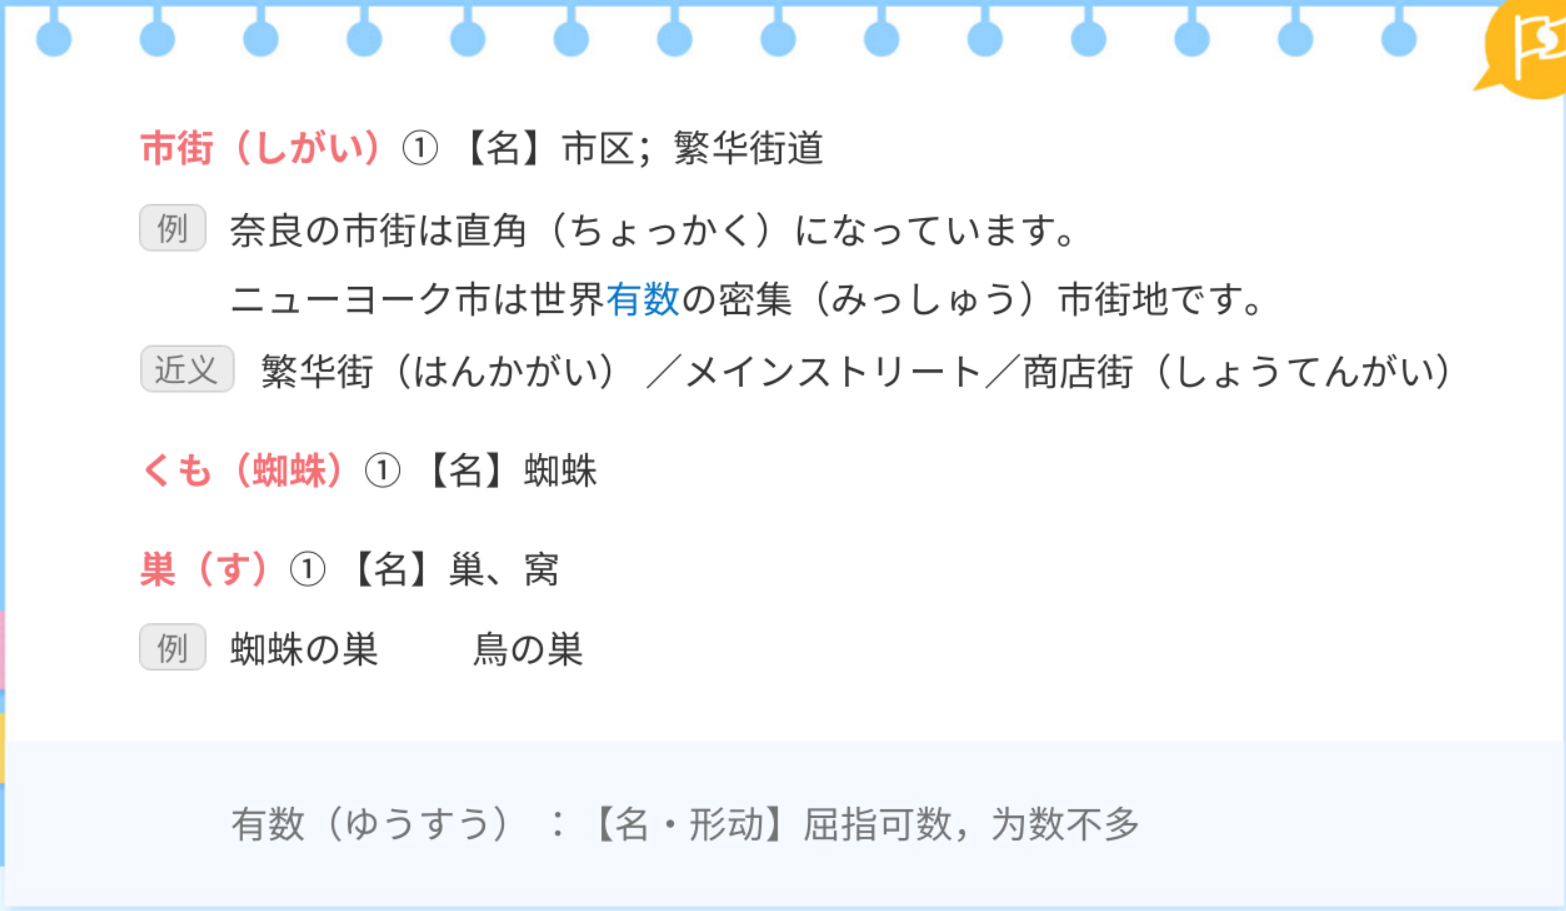 市街（しがい）①【名】市区；繁华街道
例 奈良の市街は直角（ちょっかく）になっています。
ニューヨーク市は世界有数の密集（みっしゅう）市街地です。
近义 繁华街（はんかがい）／メインストリート／商店街（しょうてんがい）
くも（蜘蛛）①【名】蜘蛛
巣（す）①【名】巢、窝
例 蜘蛛の巣 鳥の巣
有数（ゆうすう）：【名・形动】屈指可数，为数不多